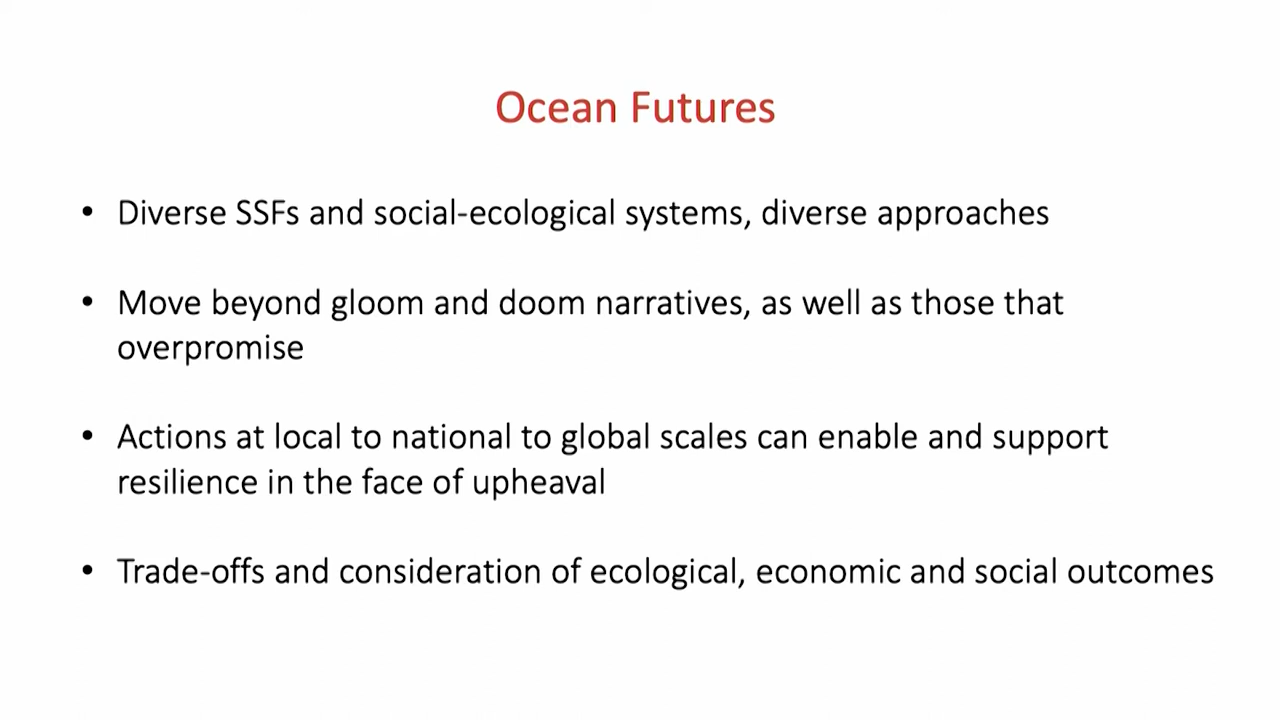 Ocean Futures
• Diverse SSFs and social-ecological systems, diverse approaches
• Move beyond gloom and doom narratives, as well as those that
overpromise
• Actions at local to national to global scales can enable and support
resilience in the face of upheaval
• Trade-offs and consideration of ecological, economic and social outcomes